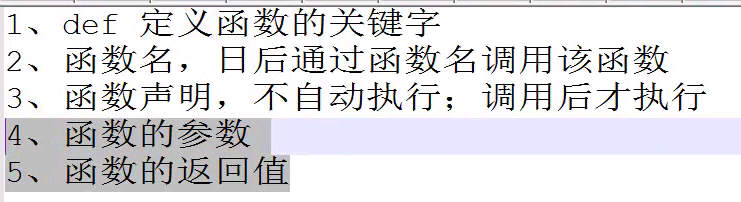 1、def 定义函数的关键字
2、函数名，日后通过函数名调用该函数
3、函数声明，不自动执行；调用后才执行
4、函数的参数
5、函数的返回值